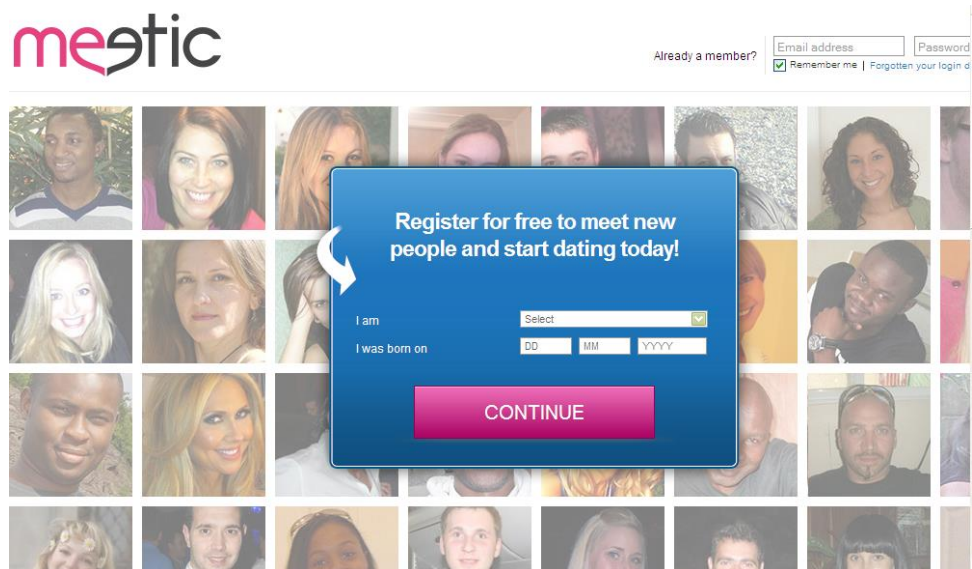 meetic
Already a member?
Email address
Password
Remember me | Forgotten your login d
Register for free to meet new
people and start dating today!
I am
Select
I was born on
DD
MM
YYYY
CONTINUE